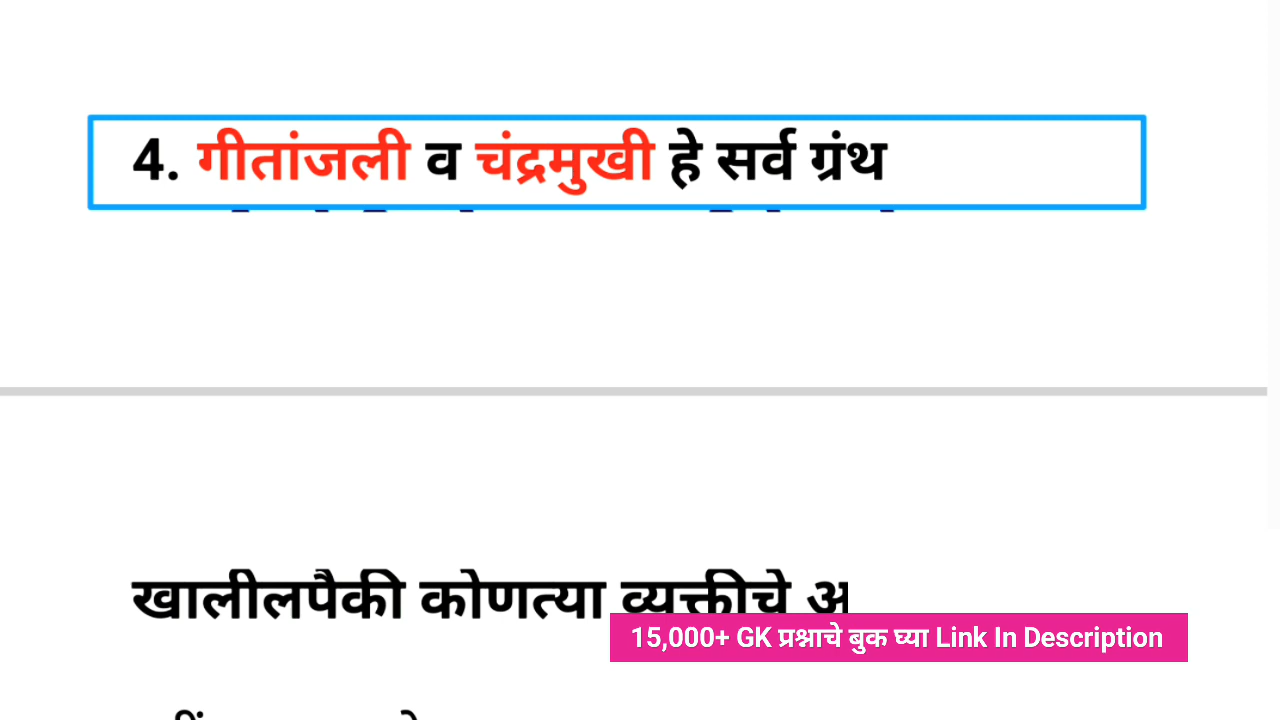 4. गीतांजली व चंद्रमुखी हे सर्व ग्रंथ
खालीलपैकी कोणत्या व्यक्तीचे
15,000+ GK प्रश्नाचे बुक घ्या Link In Description